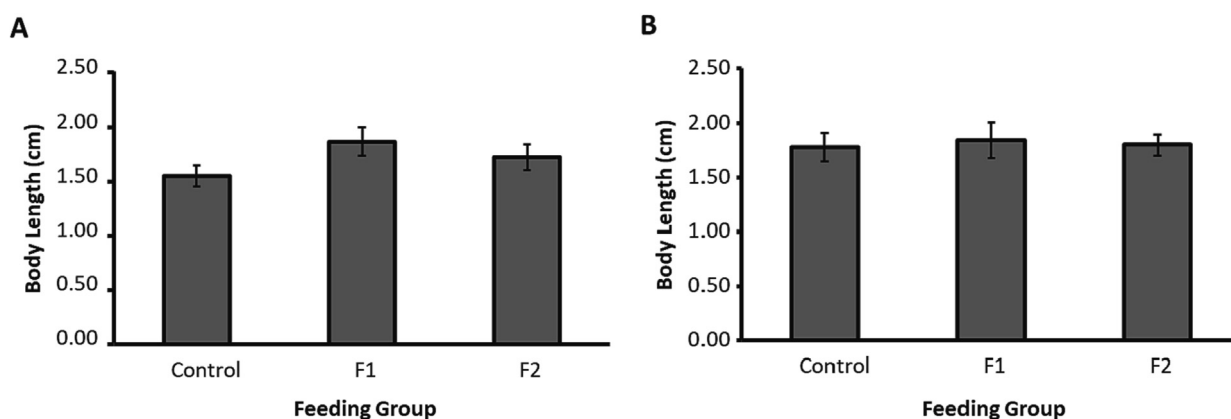 A
Body Length (cm)
2.50
2.00
1.50
1.00
0.50
0.00
Control F1 F2
Feeding Group
B
Body Length (cm)
2.50
2.00
1.50
1.00
0.50
0.00
Control F1 F2
Feeding Group